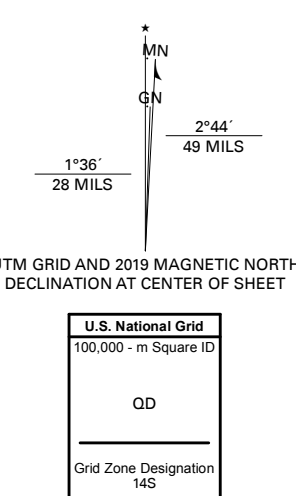 MN
GN
2°44´
49 MILS
1°36´
28 MILS
UTM GRID AND 2019 MAGNETIC NORTH
DECLINATION AT CENTER OF SHEET
U.S. National Grid
100,000 - m Square ID
QD
Grid Zone Designation
14S